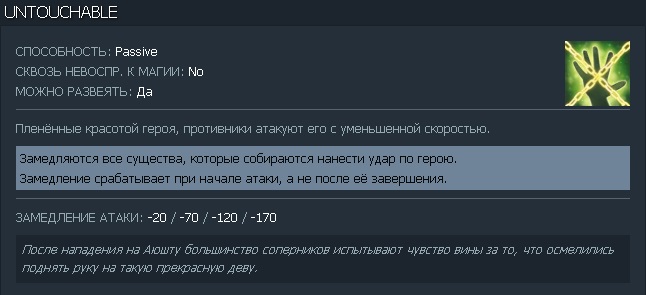 UNTOUCHABLE
СПОСОБНОСТЬ: Passive
СКВОЗЬ НЕВОСПР. К МАГИИ: No
МОЖНО РАЗВЕЯТЬ: Да
Пленённые красотой героя, противники атакуют его с уменьшенной скоростью.
Замедляются все существа, которые собираются нанести удар по герою.
Замедление срабатывает при начале атаки, а не после её завершения.
ЗАМЕДЛЕНИЕ АТАКИ: -20 / -70 / -120 / -170
После нападения на Аюшту большинство соперников испытывают чувство вины за то, что осмелились
поднять руку на такую прекрасную деву.